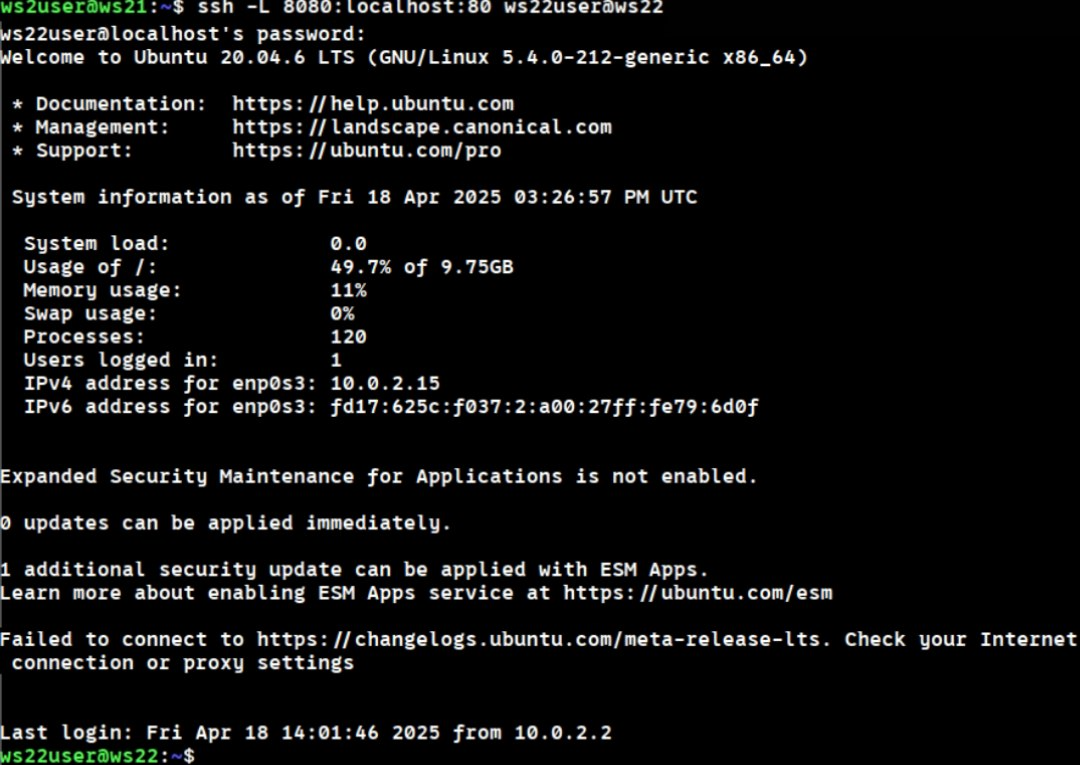 ws2user@ws21:~$ ssh -L 8080:localhost:80 ws22user@ws22
ws22user@localhost's password:
Welcome to Ubuntu 20.04.6 LTS (GNU/Linux 5.4.0-212-generic x86_64)
* Documentation: https://help.ubuntu.com
* Management: https://landscape.canonical.com
* Support: https://ubuntu.com/pro
System information as of Fri 18 Apr 2025 03:26:57 PM UTC
System load: 0.0
Usage of /: 49.7% of 9.75GB
Memory usage: 11%
Swap usage: 0%
Processes: 120
Users logged in: 1
IPv4 address for enp0s3: 10.0.2.15
IPv6 address for enp0s3: fd17:625c:f037:2:a00:27ff:fe79:6d0f
Expanded Security Maintenance for Applications is not enabled.
0 updates can be applied immediately.
1 additional security update can be applied with ESM Apps.
Learn more about enabling ESM Apps service at https://ubuntu.com/esm
Failed to connect to https://changelogs.ubuntu.com/meta-release-lts. Check your Internet
connection or proxy settings
Last login: Fri Apr 18 14:01:46 2025 from 10.0.2.2
ws22user@ws22:~$